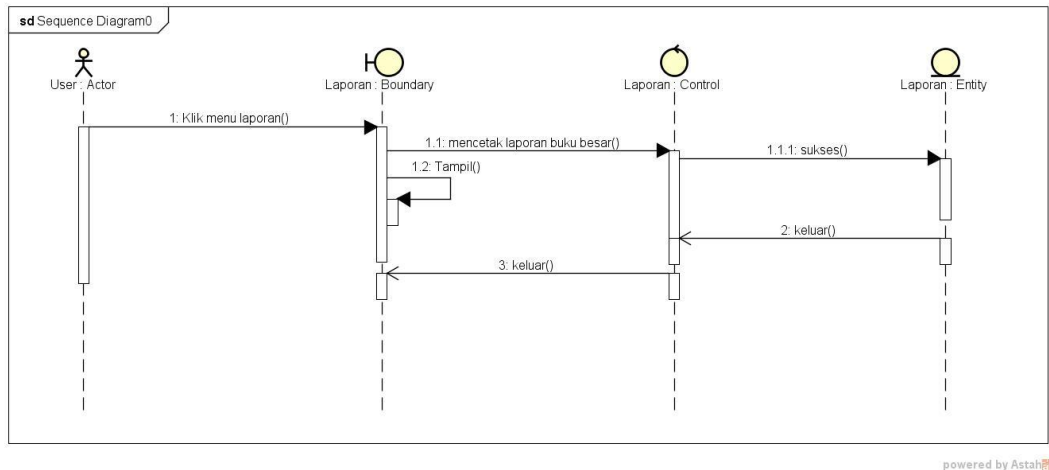 sd Sequence Diagram0
User : Actor
Laporan : Boundary
Laporan : Control
Laporan : Entity
1: Klik menu laporan()
1.1: mencetak laporan buku besar()
1.1.1: sukses()
1.2: Tampil()
2: keluar()
3: keluar()
powered by Astah